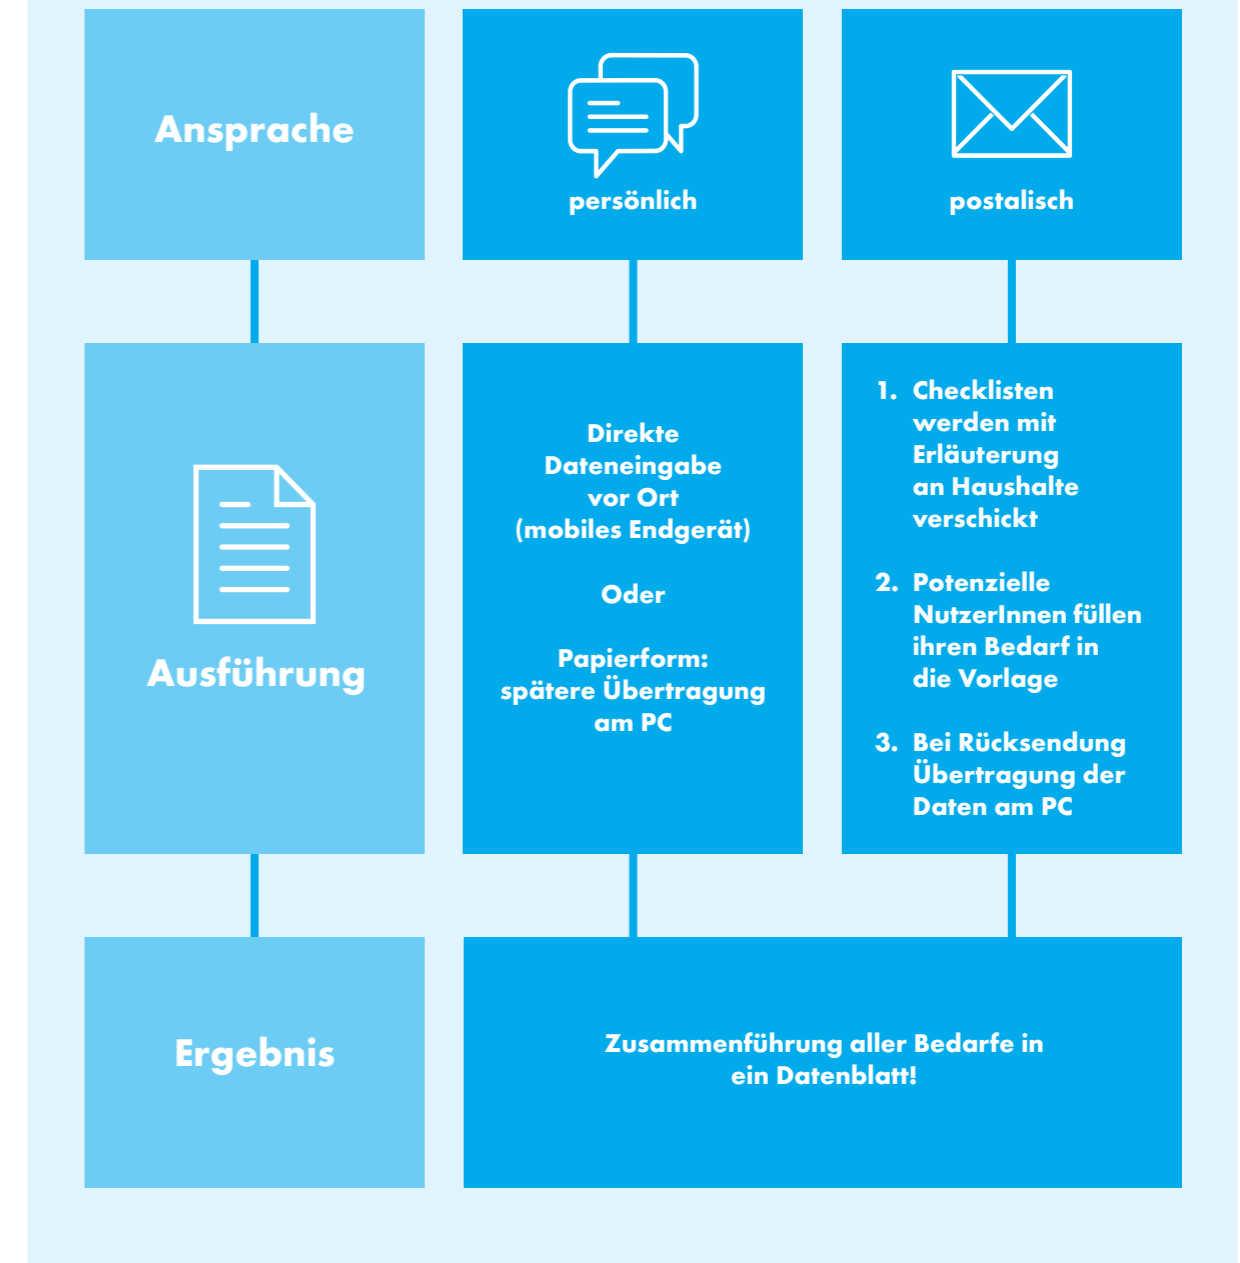 Ansprache
persönlich
postalisch
Ausführung
Direkte
Dateneingabe
vor Ort
(mobiles Endgerät)
Oder
Papierform:
spätere Übertragung
am PC
1. Checklisten
werden mit
Erläuterung
an Haushalte
verschickt
2. Potenzielle
NutzerInnen füllen
ihren Bedarf in
die Vorlage
3. Bei Rücksendung
Übertragung der
Daten am PC
Ergebnis
Zusammenführung aller Bedarfe in
ein Datenblatt!